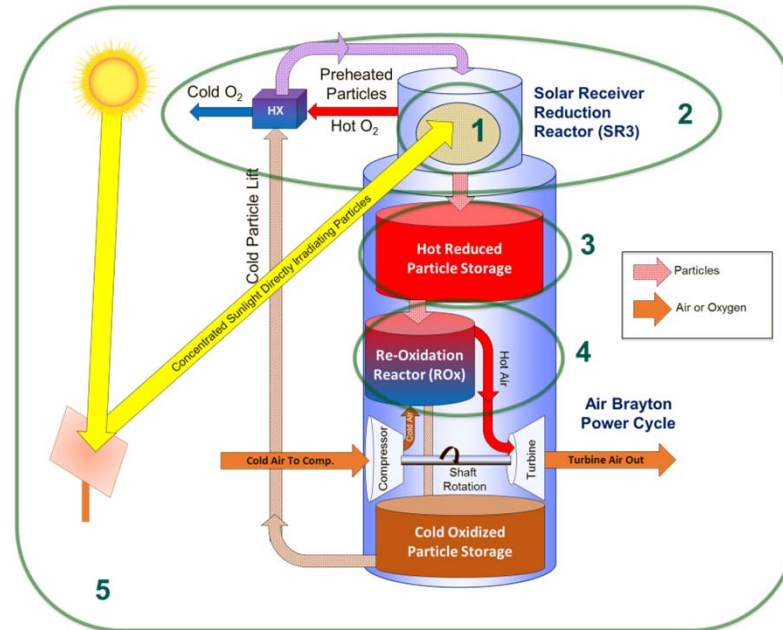 Cold O₂
HX
Preheated
Particles
Hot O₂
1
Solar Receiver
Reduction
Reactor (SR3)
2
Cold Particle Lift
Concentrated Sunlight Directly Irradiating Particles
Hot Reduced
Particle Storage
3
Particles
Air or Oxygen
Re-Oxidation
Reactor (ROx)
Hot Air
4
Air Brayton
Power Cycle
Cold Air
Cold Air To Comp.
Compressor
Shaft
Rotation
Turbine
Turbine Air Out
Cold Oxidized
Particle Storage
5